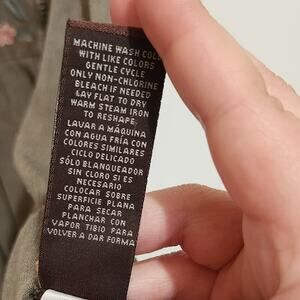 MACHINE WASH COLD
WITH LIKE COLORS
GENTLE CYCLE
ONLY NON-CHLORINE
BLEACH IF NEEDED
LAY FLAT TO DRY
WARM STEAM IRON
TO RESHAPE.
LAVAR A MÁQUINA
CON AGUA FRÍA CON
COLORES SIMILARES
CICLO DELICADO
SÓLO BLANQUEADOR
SIN CLORO SI ES
NECESARIO
COLOCAR SOBRE
SUPERFICIE PLANA
PARA SECAR
PLANCHAR CON
VAPOR TIBIO PARA
VOLVER A DAR FORMA